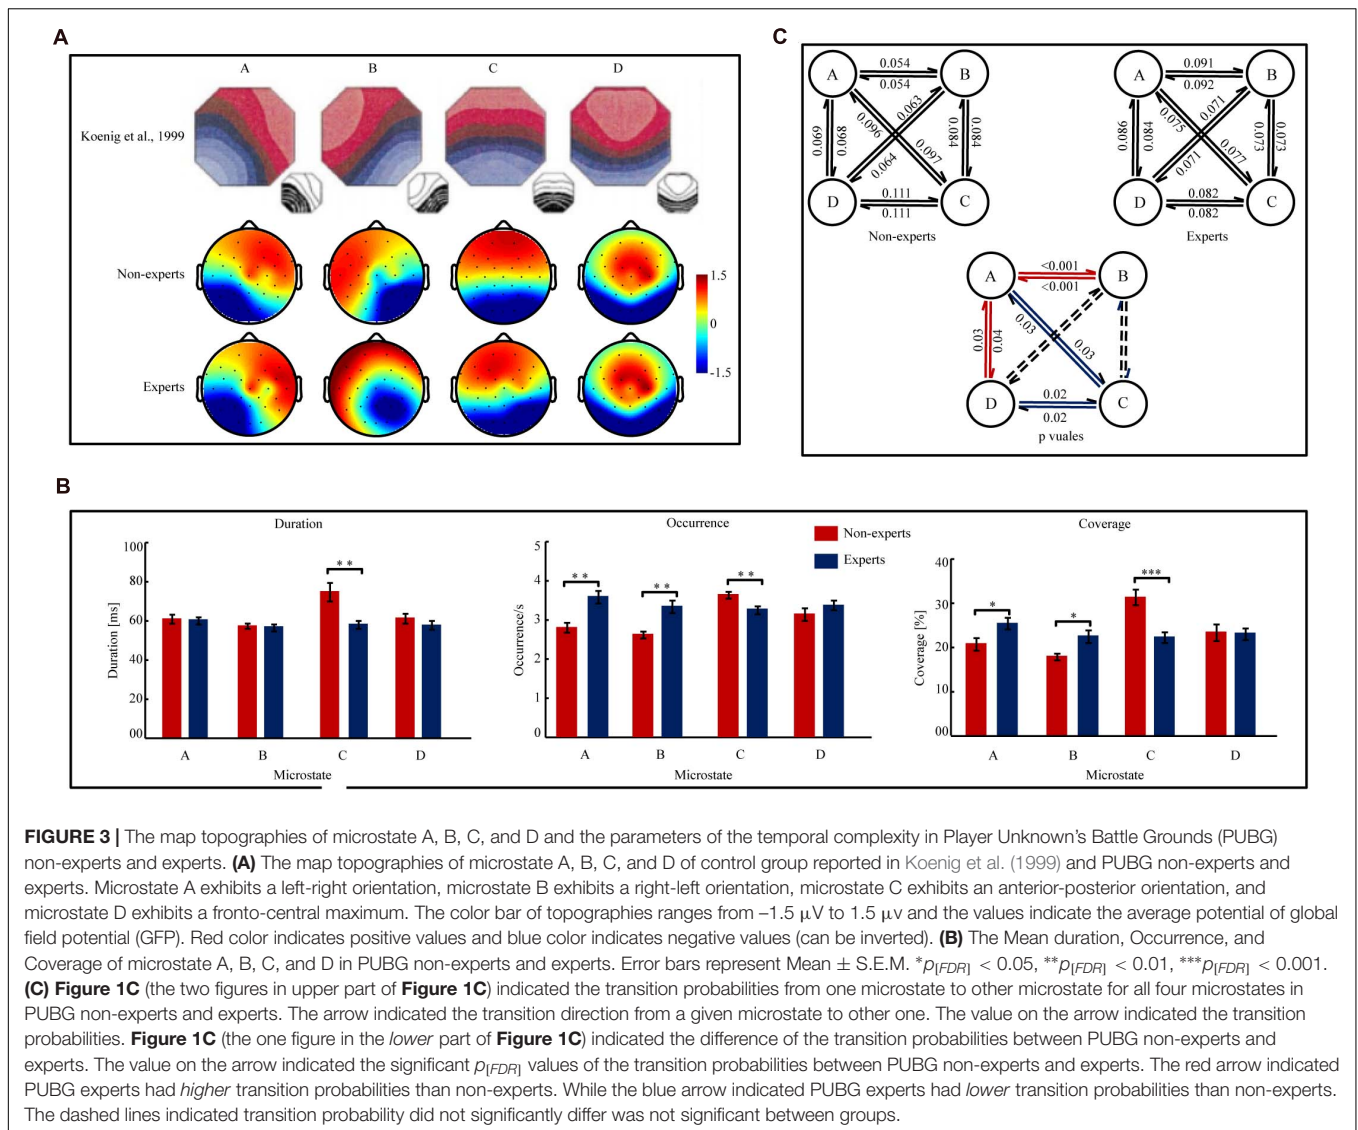 A
A B C D
Koenig et al., 1999
Non-experts
Experts
1.5
0
-1.5
C
A 0.054 B
0.054
0.069
0.068
0.096
0.063
0.064
0.097
0.084
0.084
D 0.111 C
0.111
Non-experts
A 0.091 B
0.092
0.086
0.084
0.075
0.071
0.071
0.077
0.073
0.073
D 0.082 C
0.082
Experts
A <0.001 B
<0.001
0.03
0.04
0.03
0.03
D 0.02 C
0.02
p vuales
B
Duration
Duration [ms]
100
80
60
40
20
00
**
A B C D
Microstate
Occurrence
Occurrence/s
5
4
3
2
1
0
** ** **
A B C D
Microstate
Non-experts
Experts
Coverage
Coverage [%]
40
30
20
10
00
* * ***
A B C D
Microstate
FIGURE 3 | The map topographies of microstate A, B, C, and D and the parameters of the temporal complexity in Player Unknown's Battle Grounds (PUBG)
non-experts and experts. (A) The map topographies of microstate A, B, C, and D of control group reported in Koenig et al. (1999) and PUBG non-experts and
experts. Microstate A exhibits a left-right orientation, microstate B exhibits a right-left orientation, microstate C exhibits an anterior-posterior orientation, and
microstate D exhibits a fronto-central maximum. The color bar of topographies ranges from –1.5 μV to 1.5 μv and the values indicate the average potential of global
field potential (GFP). Red color indicates positive values and blue color indicates negative values (can be inverted). (B) The Mean duration, Occurrence, and
Coverage of microstate A, B, C, and D in PUBG non-experts and experts. Error bars represent Mean ± S.E.M. *p[FDR] < 0.05, **p[FDR] < 0.01, ***p[FDR] < 0.001.
(C) Figure 1C (the two figures in upper part of Figure 1C) indicated the transition probabilities from one microstate to other microstate for all four microstates in
PUBG non-experts and experts. The arrow indicated the transition direction from a given microstate to other one. The value on the arrow indicated the transition
probabilities. Figure 1C (the one figure in the lower part of Figure 1C) indicated the difference of the transition probabilities between PUBG non-experts and
experts. The value on the arrow indicated the significant p[FDR] values of the transition probabilities between PUBG non-experts and experts. The red arrow indicated
PUBG experts had higher transition probabilities than non-experts. While the blue arrow indicated PUBG experts had lower transition probabilities than non-experts.
The dashed lines indicated transition probability did not significantly differ was not significant between groups.